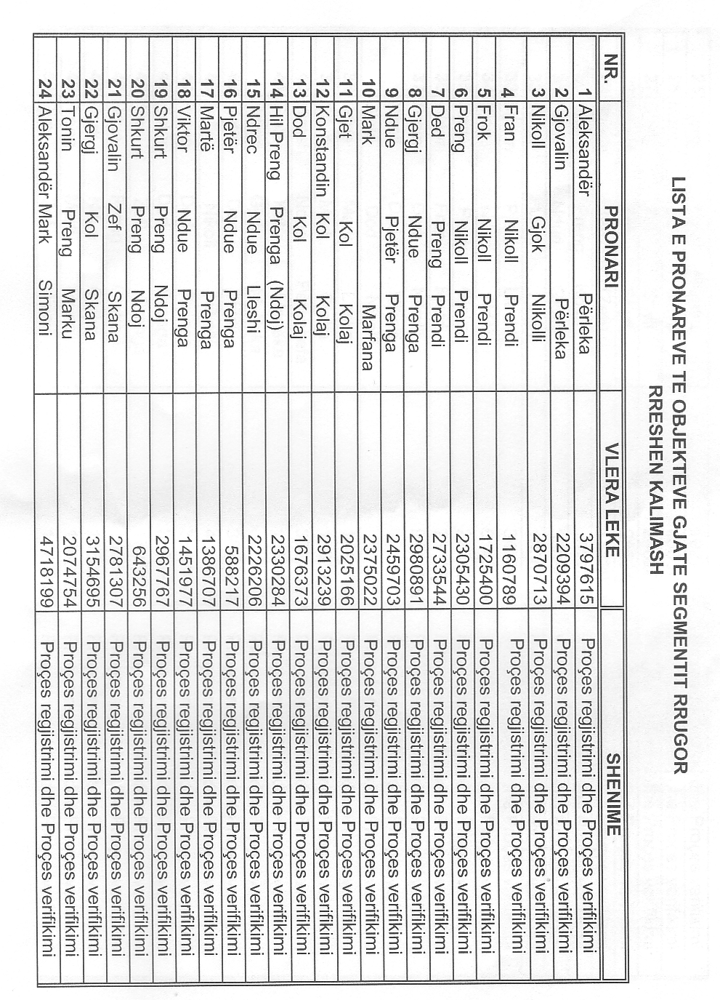 LISTA E PRONAREVE TE OBJEKTEVE GJATE SEGMENTIT RRUGOR
RRESHEN KALIMASH
NR. PRONARI VLERA LEKE SHENIME
1 Aleksandër Përleka 3797615 Proçes regjistrimi dhe Proçes verifikimi
2 Gjovalin Përleka 2209394 Proçes regjistrimi dhe Proçes verifikimi
3 Nikoll Gjok Nikolli 2870713 Proçes regjistrimi dhe Proçes verifikimi
4 Fran Nikoll Prendi 1160789 Proçes regjistrimi dhe Proçes verifikimi
5 Frok Nikoll Prendi 1725400 Proçes regjistrimi dhe Proçes verifikimi
6 Preng Nikoll Prendi 2305430 Proçes regjistrimi dhe Proçes verifikimi
7 Ded Preng Prendi 2733544 Proçes regjistrimi dhe Proçes verifikimi
8 Gjergj Ndue Prenga 2980891 Proçes regjistrimi dhe Proçes verifikimi
9 Ndue Pjetër Prenga 2459703 Proçes regjistrimi dhe Proçes verifikimi
10 Mark Marfana 2375022 Proçes regjistrimi dhe Proçes verifikimi
11 Gjet Kol Kolaj 2025166 Proçes regjistrimi dhe Proçes verifikimi
12 Konstandin Kol Kolaj 2913239 Proçes regjistrimi dhe Proçes verifikimi
13 Dod Kol Kolaj 1676373 Proçes regjistrimi dhe Proçes verifikimi
14 Hil Preng Prenga (Ndoj) 2330284 Proçes regjistrimi dhe Proçes verifikimi
15 Ndrec Ndue Lleshi 2226206 Proçes regjistrimi dhe Proçes verifikimi
16 Pjetër Ndue Prenga 588217 Proçes regjistrimi dhe Proçes verifikimi
17 Martë Prenga 1386707 Proçes regjistrimi dhe Proçes verifikimi
18 Viktor Ndue Prenga 1451977 Proçes regjistrimi dhe Proçes verifikimi
19 Shkurt Preng Ndoj 2967767 Proçes regjistrimi dhe Proçes verifikimi
20 Shkurt Preng Ndoj 643256 Proçes regjistrimi dhe Proçes verifikimi
21 Gjovalin Zef Skana 2781307 Proçes regjistrimi dhe Proçes verifikimi
22 Gjergj Kol Skana 3154695 Proçes regjistrimi dhe Proçes verifikimi
23 Tonin Preng Marku 2074754 Proçes regjistrimi dhe Proçes verifikimi
24 Aleksandër Mark Simoni 4718199 Proçes regjistrimi dhe Proçes verifikimi